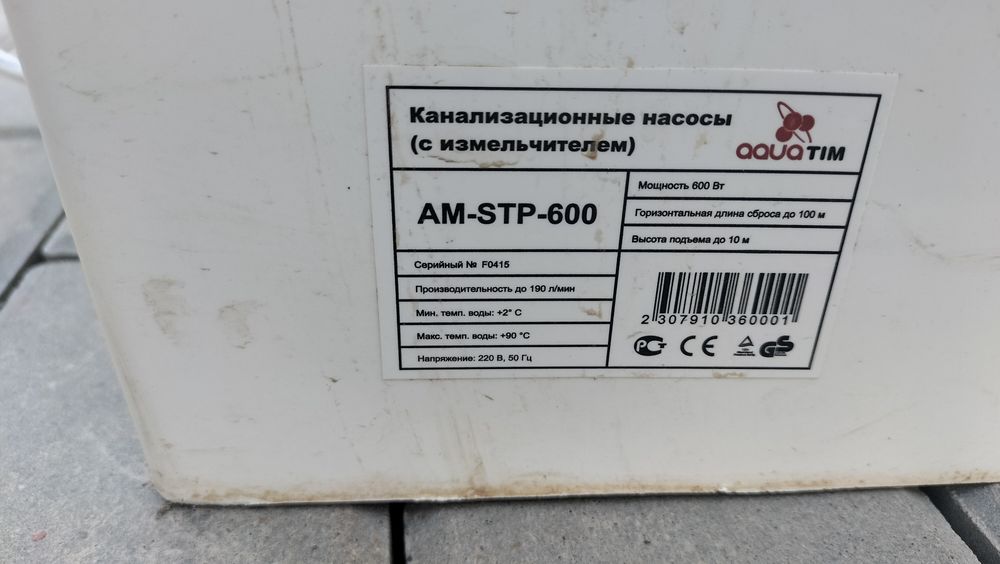 Канализационные насосы
(с измельчителем)
aquaTIM
AM-STP-600
Мощность 600 Вт
Горизонтальная длина сброса до 100 м
Высота подъема до 10 м
Серийный № F0415
Производительность до 190 л/мин
Мин. темп. воды: +2° С
Макс. темп. воды: +90 °С
Напряжение: 220 В, 50 Гц
2 307910 360001
РСТ
CE
GS